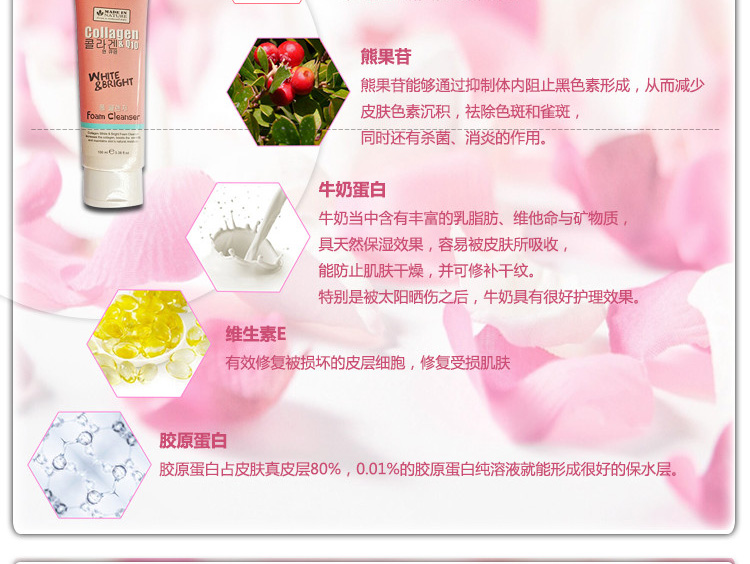 MADE IN
NATURE
Collagen
콜라겐 & Q10
WHITE
&BRIGHT
Foam Cleanser
熊果苷
熊果苷能够通过抑制体内阻止黑色素形成，从而减少
皮肤色素沉积，祛除色斑和雀斑，
同时还有杀菌、消炎的作用。
牛奶蛋白
牛奶当中含有丰富的乳脂肪、维他命与矿物质，
具天然保湿效果，容易被皮肤所吸收，
能防止肌肤干燥，并可修补干纹。
特别是被太阳晒伤之后，牛奶具有很好护理效果。
维生素E
有效修复被损坏的皮层细胞，修复受损肌肤
胶原蛋白
胶原蛋白占皮肤真皮层80%，0.01%的胶原蛋白纯溶液就能形成很好的保水层。